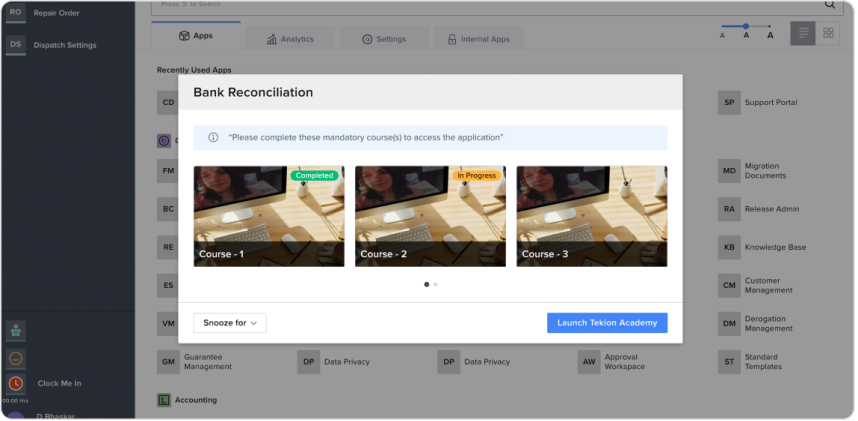 RO Repair Order
Press 'S' to Search
DS Dispatch Settings
Apps
Analytics
Settings
Internal Apps
A A A
Recently Used Apps
CD
SP Support Portal
Bank Reconciliation
"Please complete these mandatory course(s) to access the application"
FM
MD Migration
Documents
BC
RA Release Admin
RE
KB Knowledge Base
ES
CM Customer
Management
VM
DM Derogation
Management
Completed
In Progress
Course - 1
Course - 2
Course - 3
Snooze for
Launch Tekion Academy
GM Guarantee
Management
DP Data Privacy
DP Data Privacy
AW Approval
Workspace
ST Standard
Templates
Clock Me In
00:00 Hrs
L Accounting
D Bhaskar